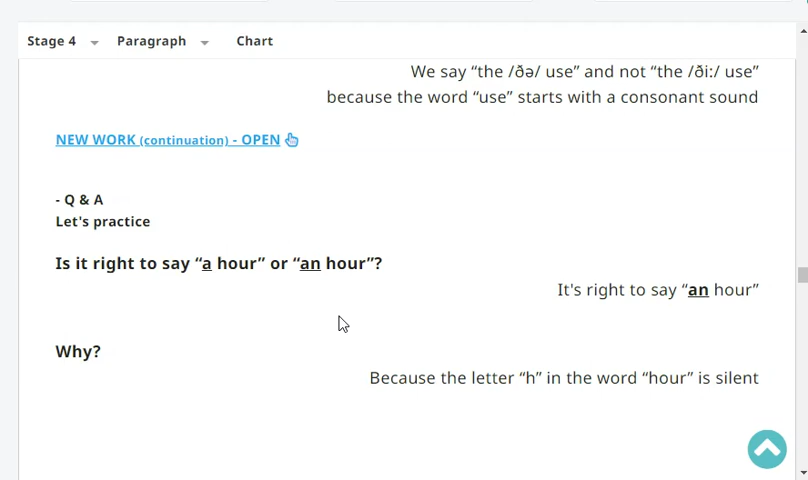 Stage 4 Paragraph Chart
We say “the /ðə/ use” and not “the /ði:/ use”
because the word “use” starts with a consonant sound
NEW WORK (continuation) - OPEN
- Q & A
Let's practice
Is it right to say “a hour” or “an hour”?
It's right to say “an hour”
Why?
Because the letter “h” in the word “hour” is silent